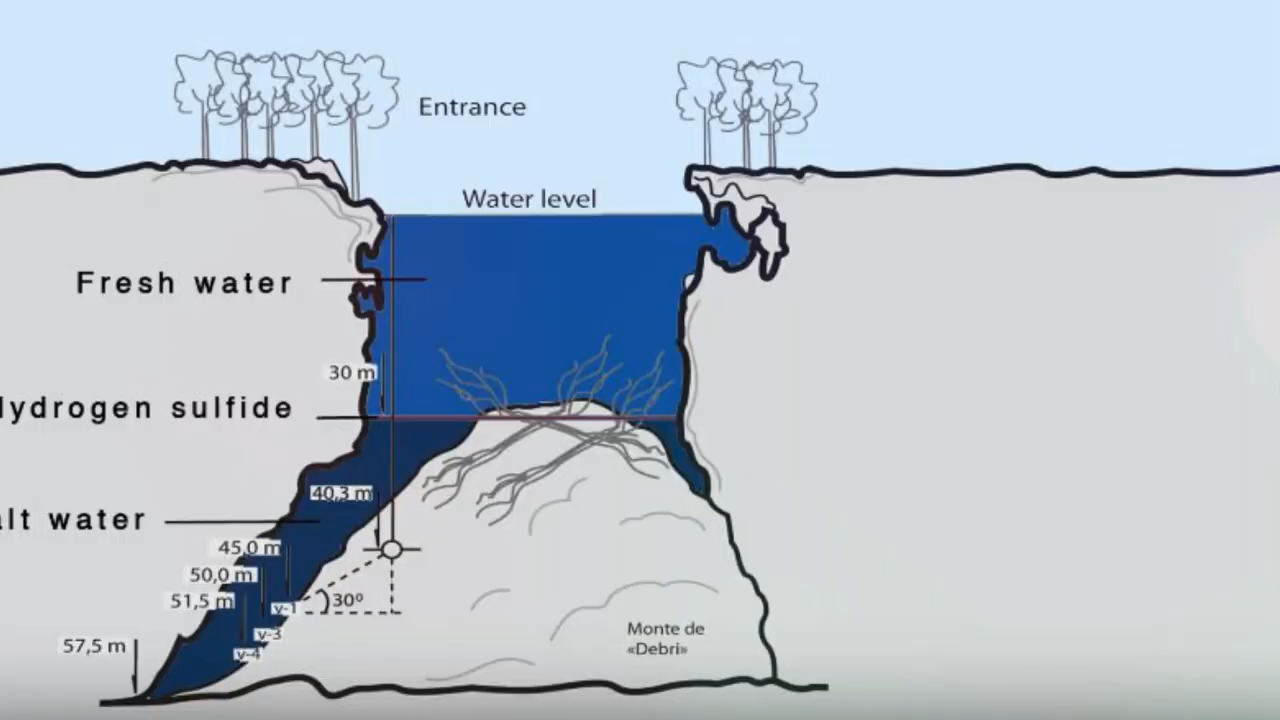 Entrance
Water level
Fresh water
30 m
ydrogen sulfide
40,3 m
alt water
45,0 m
50,0 m
51,5 m
y-1
30º
y-3
57,5 m
y-4
Monte de
«Debri»